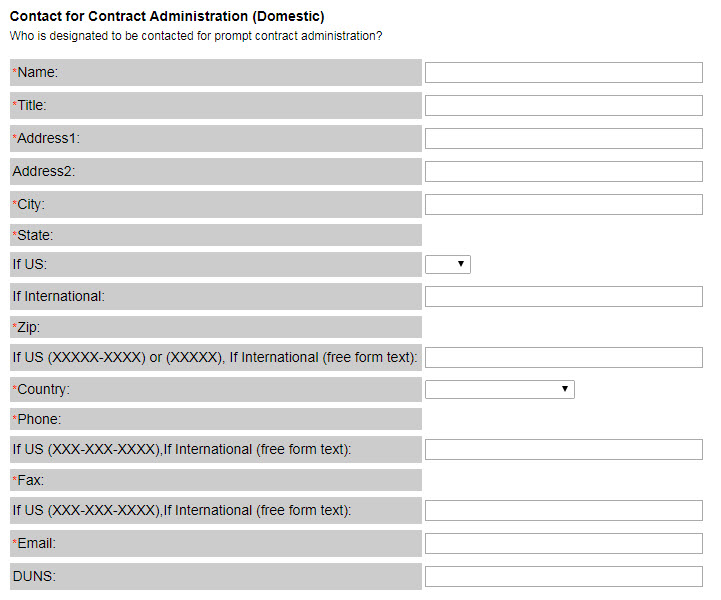 Contact for Contract Administration (Domestic)
Who is designated to be contacted for prompt contract administration?
*Name:
*Title:
*Address1:
Address2:
*City:
*State:
If US:
If International:
*Zip:
If US (XXXXX-XXXX) or (XXXXX), If International (free form text):
*Country:
*Phone:
If US (XXX-XXX-XXXX),If International (free form text):
*Fax:
If US (XXX-XXX-XXXX),If International (free form text):
*Email:
DUNS: